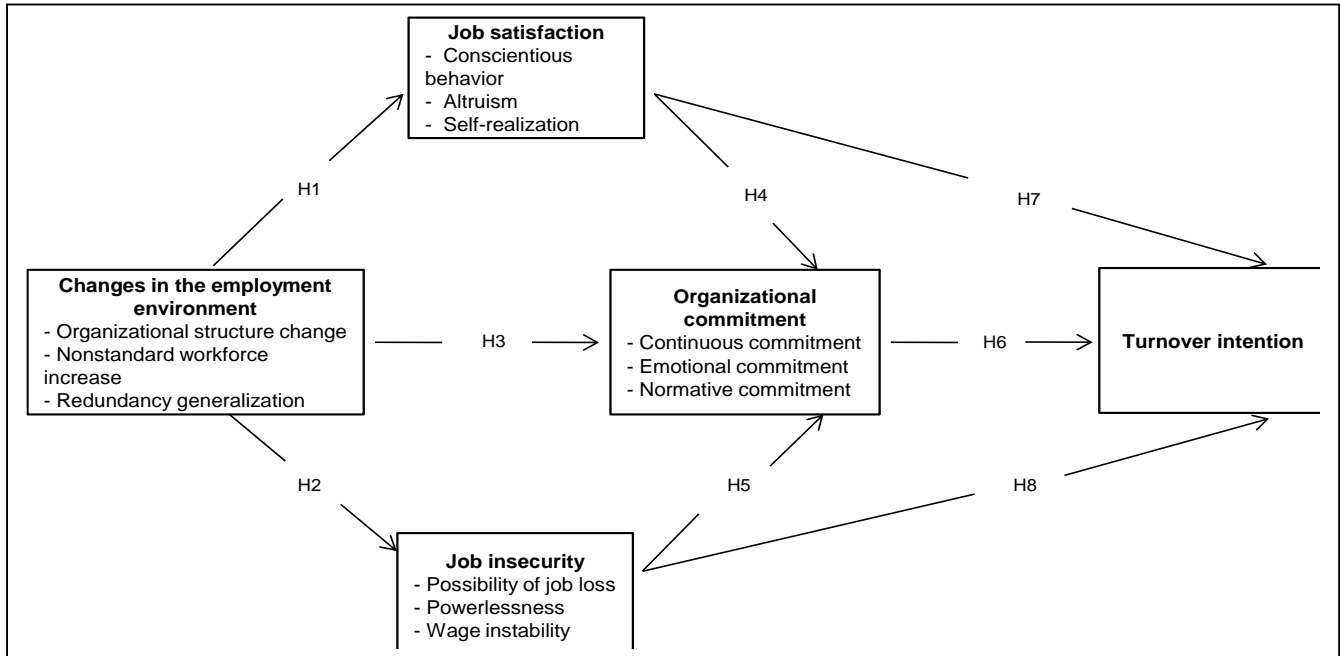 Job satisfaction
- Conscientious
behavior
- Altruism
- Self-realization
H1
H4
H7
Changes in the employment
environment
- Organizational structure change
- Nonstandard workforce
increase
- Redundancy generalization
H3
Organizational
commitment
- Continuous commitment
- Emotional commitment
- Normative commitment
H6
Turnover intention
H2
H5
H8
Job insecurity
- Possibility of job loss
- Powerlessness
- Wage instability